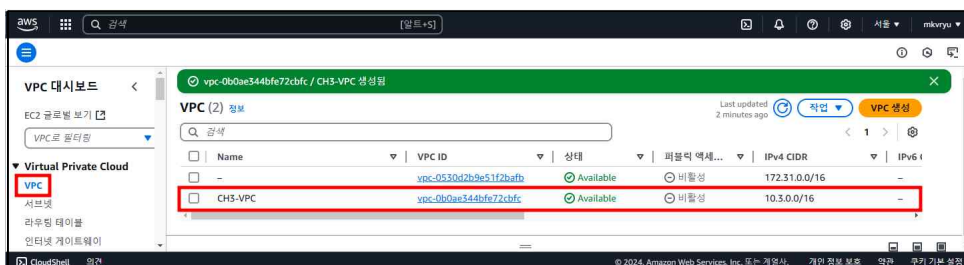 aws 검색 [알트+S] 서울 ▼ mkvryu ▼
VPC 대시보드
EC2 글로벌 보기
VPC로 필터링
Virtual Private Cloud
VPC
서브넷
라우팅 테이블
인터넷 게이트웨이
vpc-0b0ae344bfe72cbfc / CH3-VPC 생성됨
VPC (2) 정보
Last updated
2 minutes ago
작업 ▼ VPC 생성
검색
< 1 >
Name VPC ID 상태 퍼블릭 액세... IPv4 CIDR IPv6
– vpc-0530d2b9e51f2bafb Available 비활성 172.31.0.0/16 –
CH3-VPC vpc-0b0ae344bfe72cbfc Available 비활성 10.3.0.0/16 –
CloudShell 의견 © 2024, Amazon Web Services, Inc. 또는 계열사. 개인 정보 보호 약관 쿠키 기본 설정